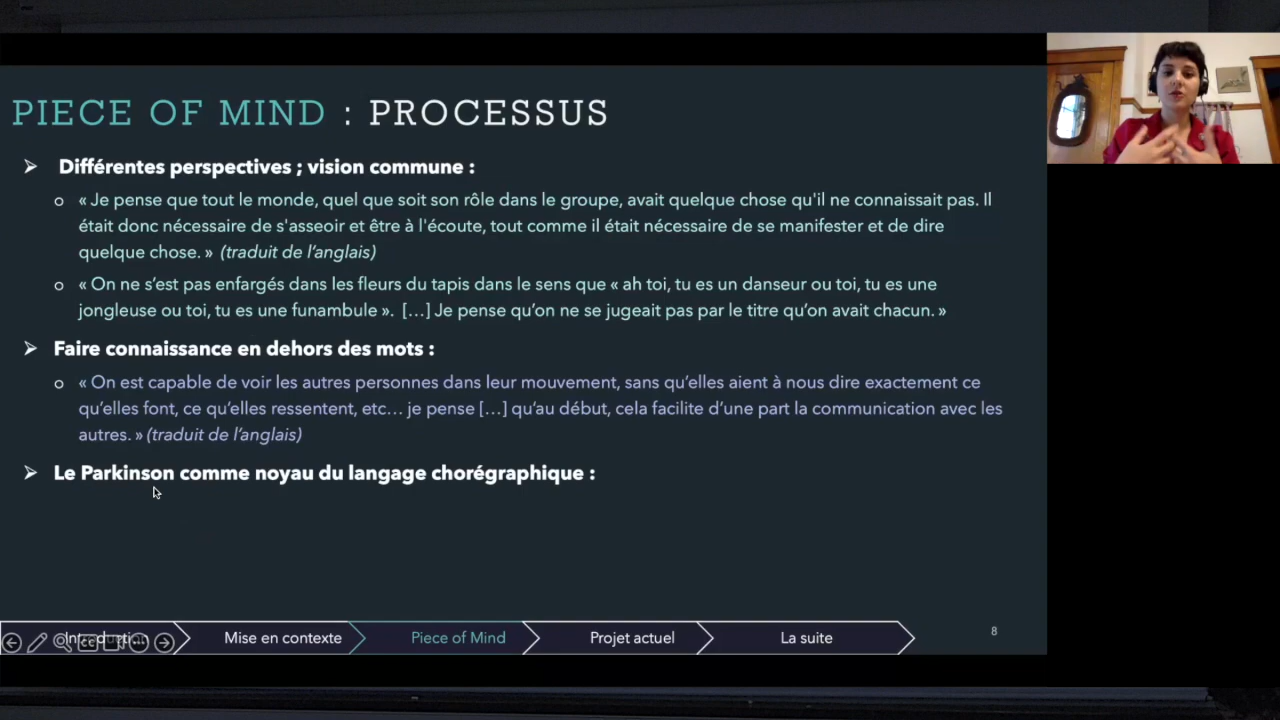 PIECE OF MIND : PROCESSUS
Différentes perspectives ; vision commune :
« Je pense que tout le monde, quel que soit son rôle dans le groupe, avait quelque chose qu'il ne connaissait pas. Il
était donc nécessaire de s'asseoir et être à l'écoute, tout comme il était nécessaire de se manifester et de dire
quelque chose. » (traduit de l’anglais)
« On ne s’est pas enfargés dans les fleurs du tapis dans le sens que « ah toi, tu es un danseur ou toi, tu es une
jongleuse ou toi, tu es une funambule ». […] Je pense qu’on ne se jugeait pas par le titre qu’on avait chacun. »
Faire connaissance en dehors des mots :
« On est capable de voir les autres personnes dans leur mouvement, sans qu’elles aient à nous dire exactement ce
qu’elles font, ce qu’elles ressentent, etc… je pense […] qu’au début, cela facilite d’une part la communication avec les
autres. » (traduit de l’anglais)
Le Parkinson comme noyau du langage chorégraphique :
Introduction Mise en contexte Piece of Mind Projet actuel La suite 8